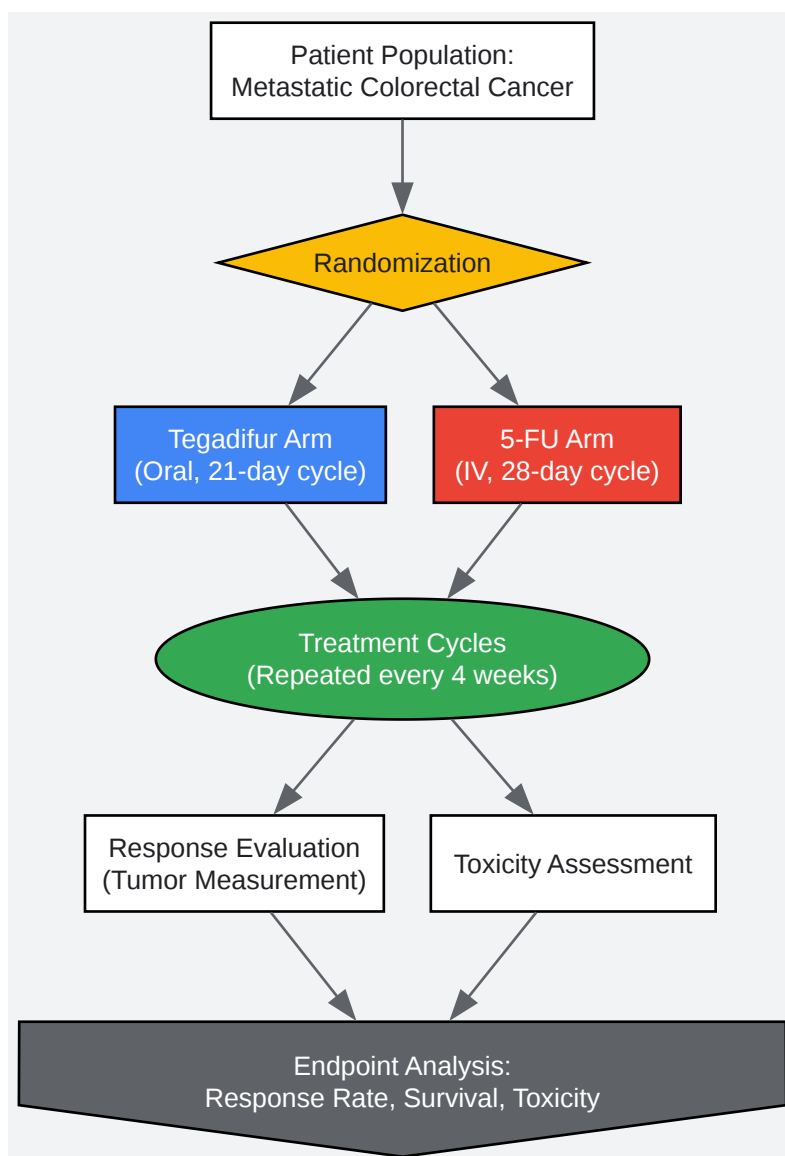 Patient Population:
Metastatic Colorectal Cancer
Randomization
Tegadifur Arm
(Oral, 21-day cycle)
5-FU Arm
(IV, 28-day cycle)
Treatment Cycles
(Repeated every 4 weeks)
Response Evaluation
(Tumor Measurement)
Toxicity Assessment
Endpoint Analysis:
Response Rate, Survival, Toxicity